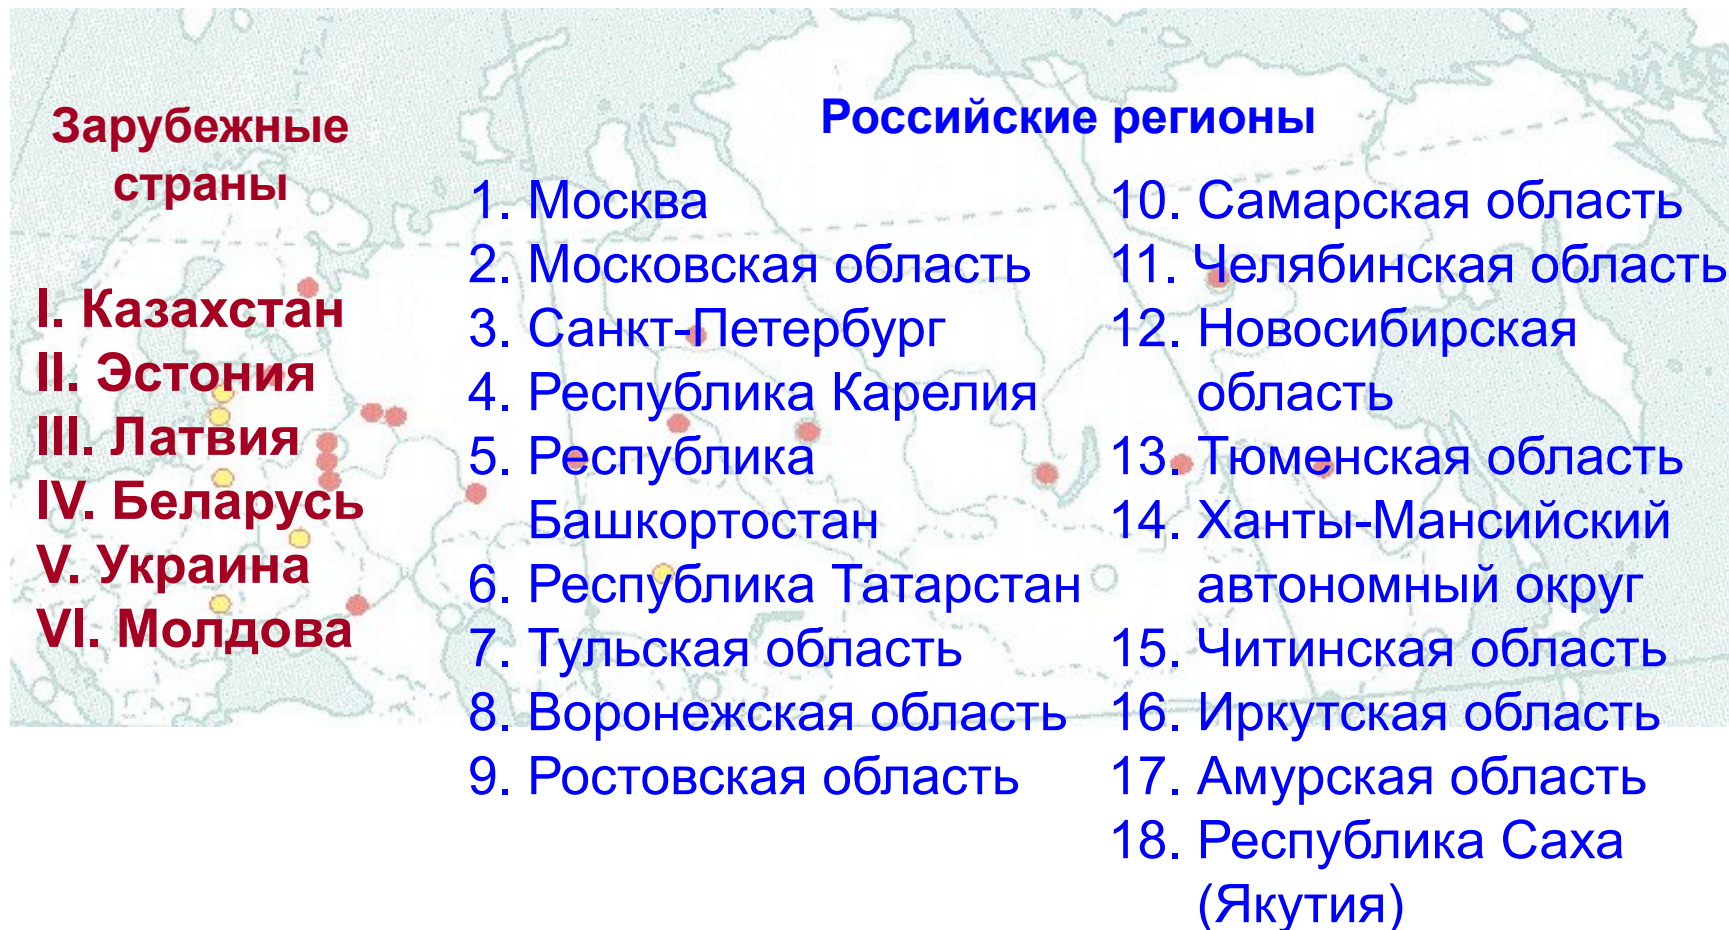 Зарубежные
страны
I. Казахстан
II. Эстония
III. Латвия
IV. Беларусь
V. Украина
VI. Молдова
Российские регионы
1. Москва
2. Московская область
3. Санкт-Петербург
4. Республика Карелия
5. Республика
Башкортостан
6. Республика Татарстан
7. Тульская область
8. Воронежская область
9. Ростовская область
10. Самарская область
11. Челябинская область
12. Новосибирская
область
13. Тюменская область
14. Ханты-Мансийский
автономный округ
15. Читинская область
16. Иркутская область
17. Амурская область
18. Республика Саха
(Якутия)